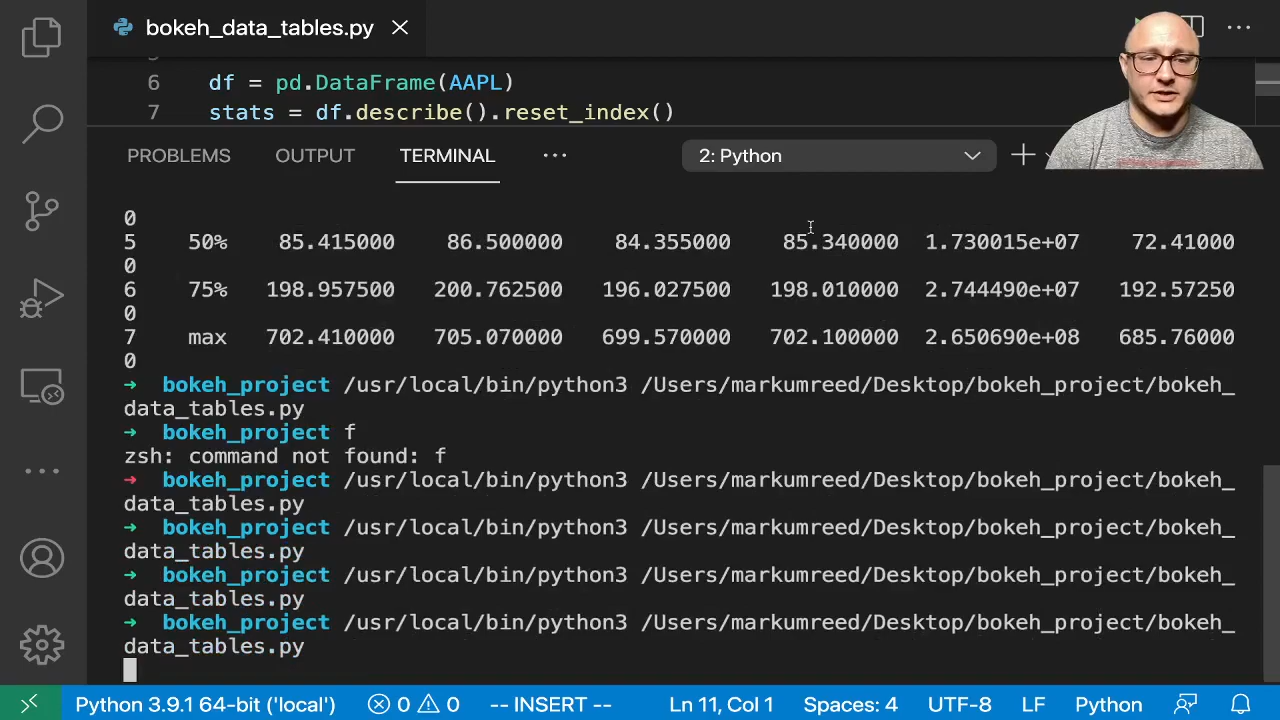 bokeh_data_tables.py
6 df = pd.DataFrame(AAPL)
7 stats = df.describe().reset_index()
PROBLEMS OUTPUT TERMINAL 2: Python
0
5 50% 85.415000 86.500000 84.355000 85.340000 1.730015e+07 72.41000
0
6 75% 198.957500 200.762500 196.027500 198.010000 2.744490e+07 192.57250
0
7 max 702.410000 705.070000 699.570000 702.100000 2.650690e+08 685.76000
0
→ bokeh_project /usr/local/bin/python3 /Users/markumreed/Desktop/bokeh_project/bokeh_
data_tables.py
→ bokeh_project f
zsh: command not found: f
→ bokeh_project /usr/local/bin/python3 /Users/markumreed/Desktop/bokeh_project/bokeh_
data_tables.py
→ bokeh_project /usr/local/bin/python3 /Users/markumreed/Desktop/bokeh_project/bokeh_
data_tables.py
→ bokeh_project /usr/local/bin/python3 /Users/markumreed/Desktop/bokeh_project/bokeh_
data_tables.py
→ bokeh_project /usr/local/bin/python3 /Users/markumreed/Desktop/bokeh_project/bokeh_
data_tables.py
Python 3.9.1 64-bit ('local') 0 0 -- INSERT -- Ln 11, Col 1 Spaces: 4 UTF-8 LF Python